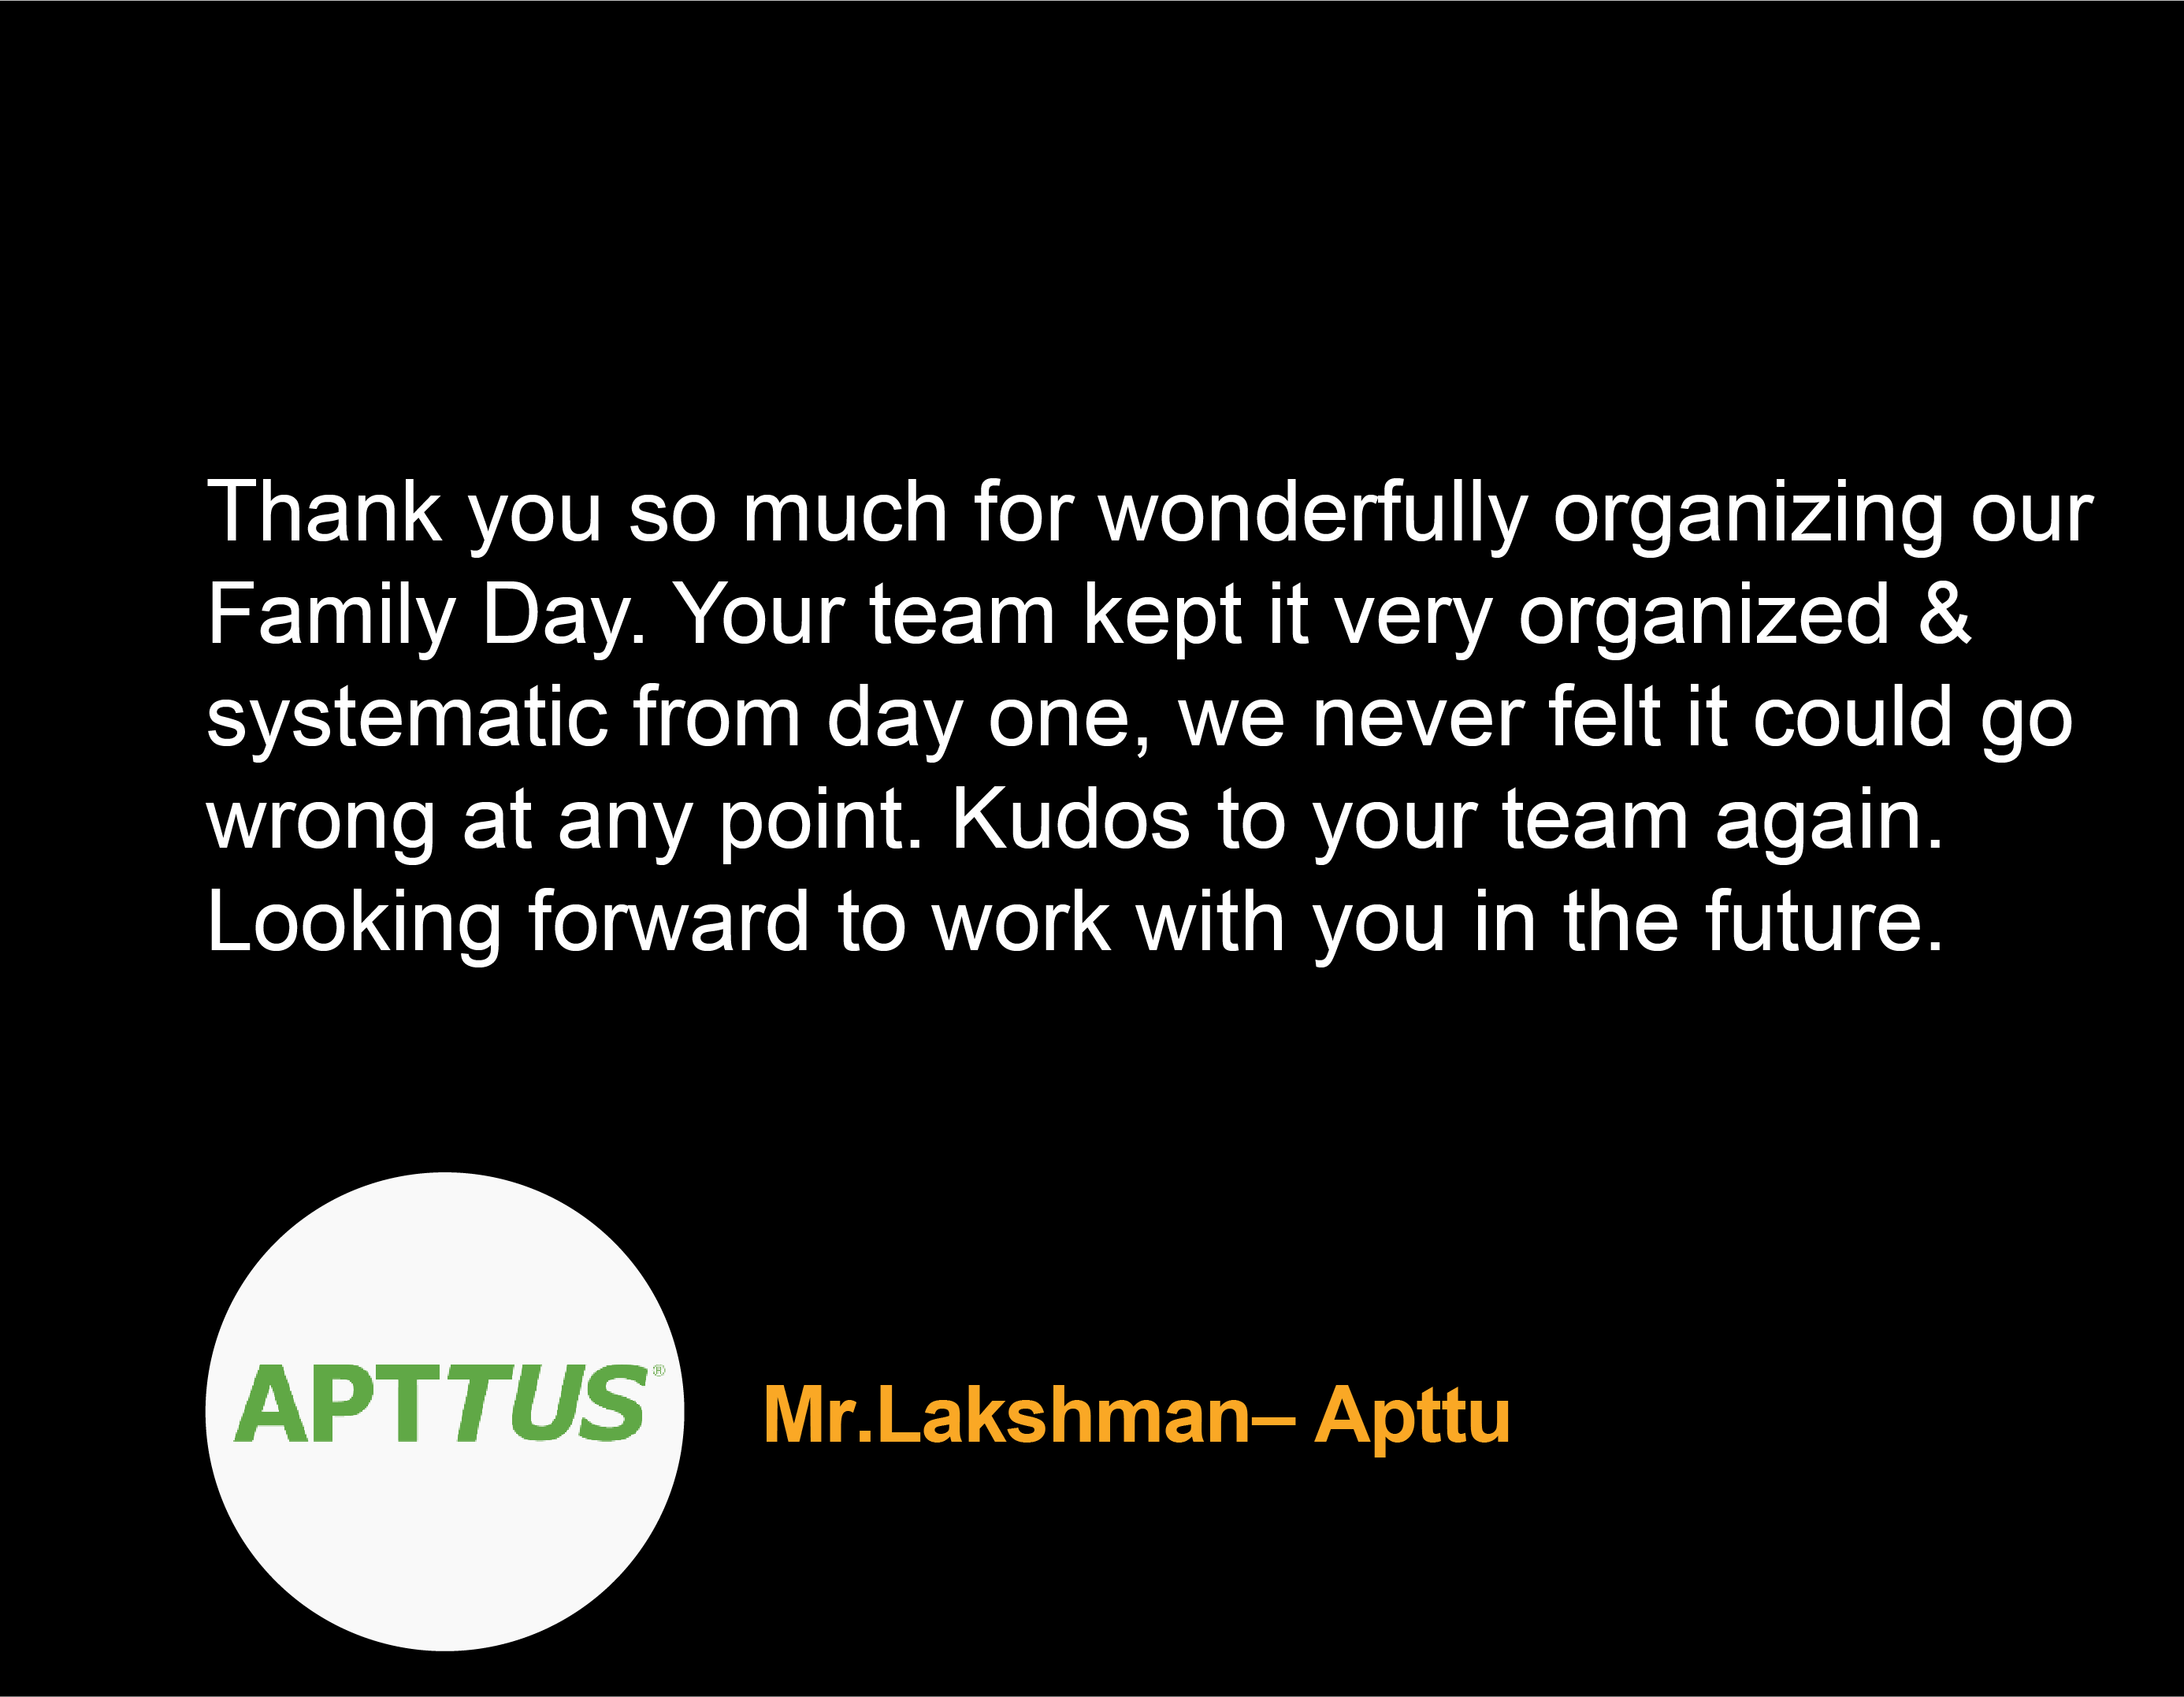 Thank you so much for wonderfully organizing our
Family Day. Your team kept it very organized &
systematic from day one, we never felt it could go
wrong at any point. Kudos to your team again.
Looking forward to work with you in the future.
APTTUS®
Mr.Lakshman– Apttu